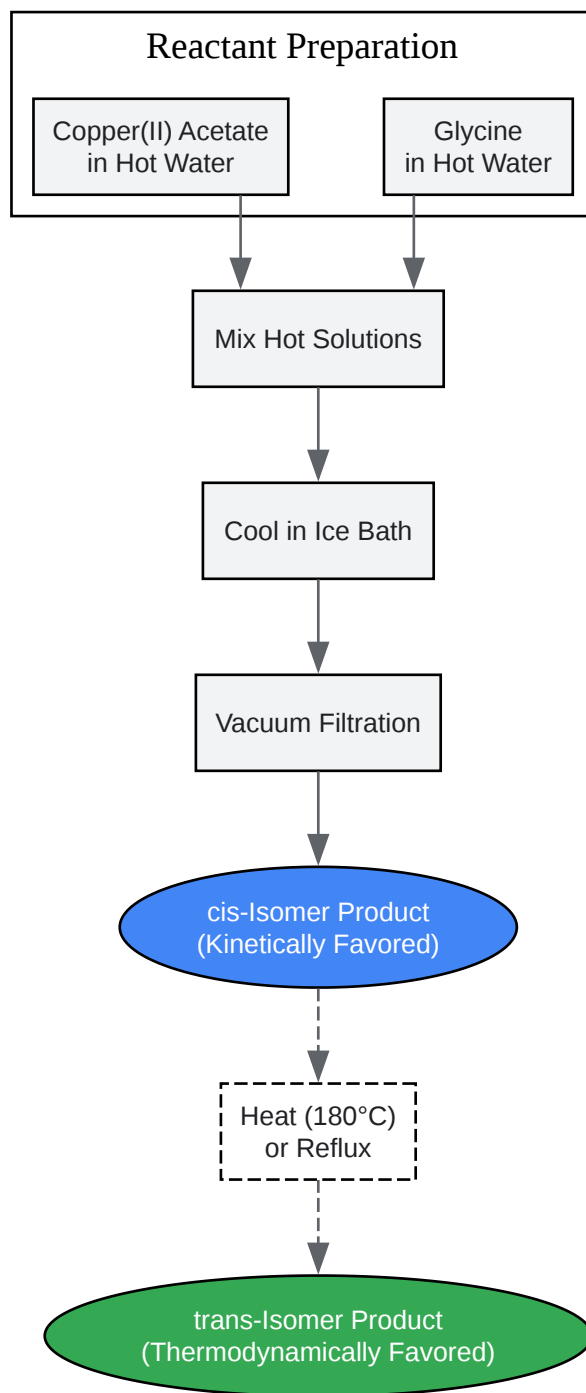 Reactant Preparation
Copper(II) Acetate
in Hot Water
Glycine
in Hot Water
Mix Hot Solutions
Cool in Ice Bath
Vacuum Filtration
cis-Isomer Product
(Kinetically Favored)
Heat (180°C)
or Reflux
trans-Isomer Product
(Thermodynamically Favored)